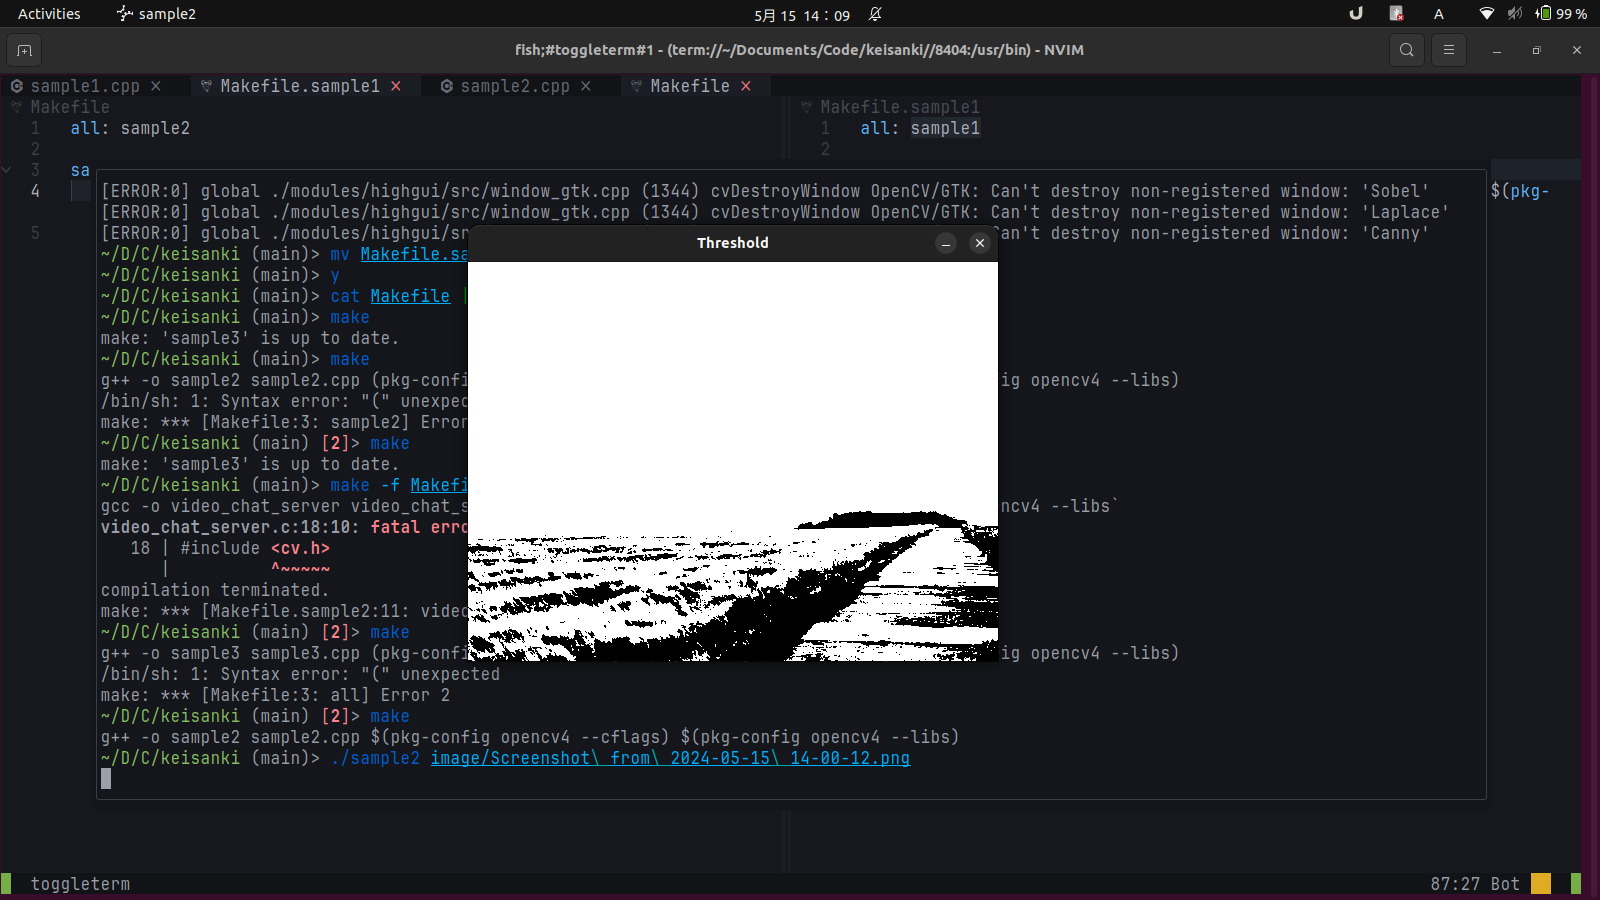 Activities
sample2
5月 15 14：09
A
99 %
fish;#toggleterm#1 - (term://~/Documents/Code/keisanki//8404:/usr/bin) - NVIM
sample1.cpp
Makefile.sample1
sample2.cpp
Makefile
Makefile
Makefile.sample1
1 all: sample2
1 all: sample1
2
2
3 sa
4
$(pkg-
5
[ERROR:0] global ./modules/highgui/src/window_gtk.cpp (1344) cvDestroyWindow OpenCV/GTK: Can't destroy non-registered window: 'Sobel'
[ERROR:0] global ./modules/highgui/src/window_gtk.cpp (1344) cvDestroyWindow OpenCV/GTK: Can't destroy non-registered window: 'Laplace'
[ERROR:0] global ./modules/highgui/sr an't destroy non-registered window: 'Canny'
Threshold
~/D/C/keisanki (main)> mv Makefile.sa
~/D/C/keisanki (main)> y
~/D/C/keisanki (main)> cat Makefile |
~/D/C/keisanki (main)> make
make: 'sample3' is up to date.
~/D/C/keisanki (main)> make
g++ -o sample2 sample2.cpp (pkg-confi ig opencv4 --libs)
/bin/sh: 1: Syntax error: "(" unexpec
make: *** [Makefile:3: sample2] Error
~/D/C/keisanki (main) [2]> make
make: 'sample3' is up to date.
~/D/C/keisanki (main)> make -f Makefi
gcc -o video_chat_server video_chat_s ncv4 --libs`
video_chat_server.c:18:10: fatal erro
18 | #include <cv.h>
| ^~~~~~
compilation terminated.
make: *** [Makefile.sample2:11: video
~/D/C/keisanki (main) [2]> make
g++ -o sample3 sample3.cpp (pkg-confi ig opencv4 --libs)
/bin/sh: 1: Syntax error: "(" unexpected
make: *** [Makefile:3: all] Error 2
~/D/C/keisanki (main) [2]> make
g++ -o sample2 sample2.cpp $(pkg-config opencv4 --cflags) $(pkg-config opencv4 --libs)
~/D/C/keisanki (main)> ./sample2 image/Screenshot\ from\ 2024-05-15\ 14-00-12.png
toggleterm
87:27 Bot